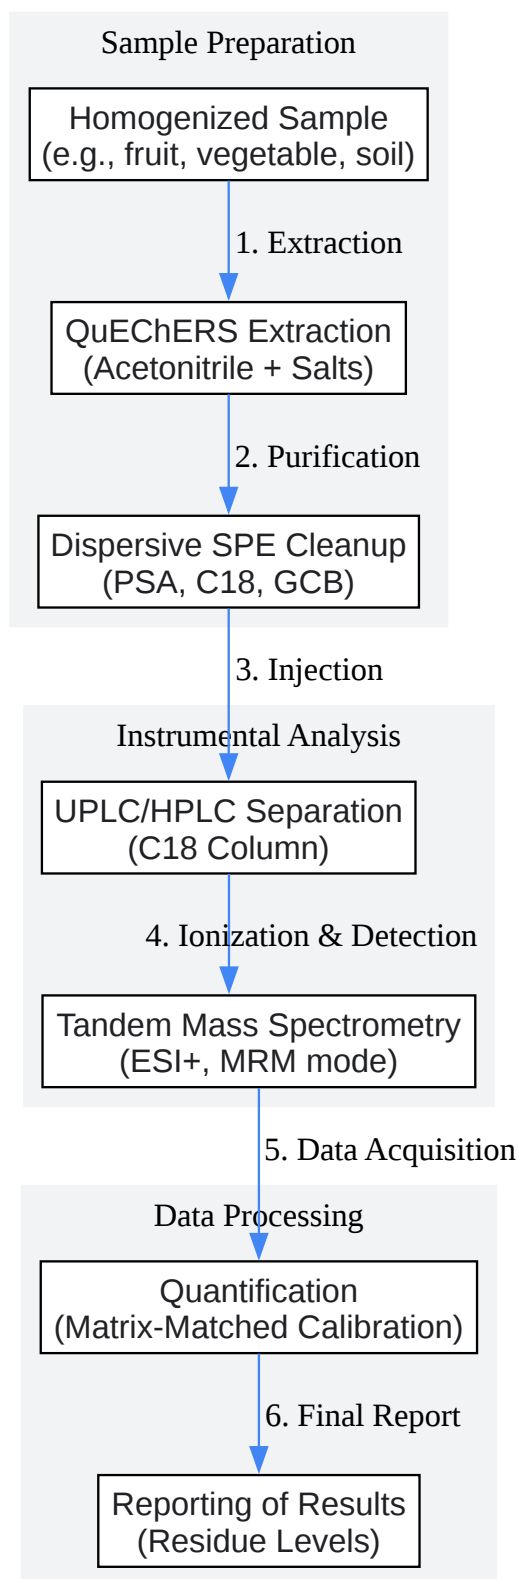 Sample Preparation
Homogenized Sample
(e.g., fruit, vegetable, soil)
1. Extraction
QuEChERS Extraction
(Acetonitrile + Salts)
2. Purification
Dispersive SPE Cleanup
(PSA, C18, GCB)
3. Injection
Instrumental Analysis
UPLC/HPLC Separation
(C18 Column)
4. Ionization & Detection
Tandem Mass Spectrometry
(ESI+, MRM mode)
5. Data Acquisition
Data Processing
Quantification
(Matrix-Matched Calibration)
6. Final Report
Reporting of Results
(Residue Levels)